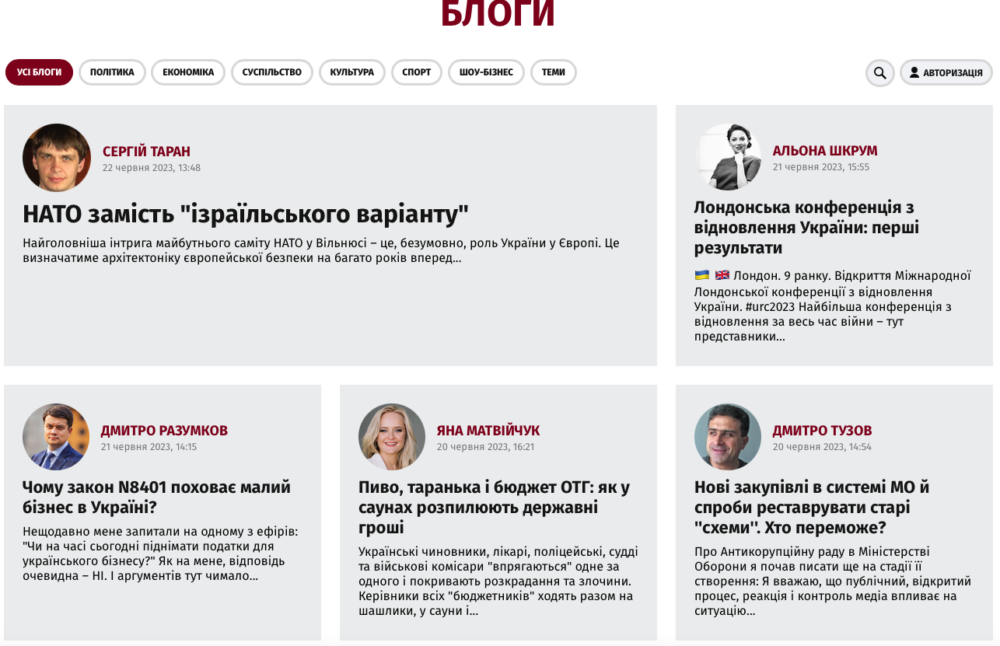 БЛОГИ
УСІ БЛОГИ
ПОЛІТИКА
ЕКОНОМІКА
СУСПІЛЬСТВО
КУЛЬТУРА
СПОРТ
ШОУ-БІЗНЕС
ТЕМИ
АВТОРИЗАЦІЯ
СЕРГІЙ ТАРАН
22 червня 2023, 13:48
НАТО замість "ізраїльського варіанту"
Найголовніша інтрига майбутнього саміту НАТО у Вільнюсі – це, безумовно, роль України у Європі. Це
визначатиме архітектоніку європейської безпеки на багато років вперед...
АЛЬОНА ШКРУМ
21 червня 2023, 15:55
Лондонська конференція з
відновлення України: перші
результати
🇺🇦 🇬🇧 Лондон. 9 ранку. Відкриття Міжнародної
Лондонської конференції з відновлення
України. #urc2023 Найбільша конференція з
відновлення за весь час війни – тут
представники...
ДМИТРО РАЗУМКОВ
21 червня 2023, 14:15
Чому закон N8401 поховає малий
бізнес в Україні?
Нещодавно мене запитали на одному з ефірів:
"Чи на часі сьогодні піднімати податки для
українського бізнесу?" Як на мене, відповідь
очевидна – НІ. І аргументів тут чимало...
ЯНА МАТВІЙЧУК
20 червня 2023, 16:21
Пиво, таранька і бюджет ОТГ: як у
саунах розпилюють державні
гроші
Українські чиновники, лікарі, поліцейські, судді
та військові комісари "впрягаються" одне за
одного і покривають розкрадання та злочини.
Керівники всіх "бюджетників" ходять разом на
шашлики, у сауни і...
ДМИТРО ТУЗОВ
20 червня 2023, 14:54
Нові закупівлі в системі МО й
спроби реставрувати старі
''схеми''. Хто переможе?
Про Антикорупційну раду в Міністерстві
Оборони я почав писати ще на стадії її
створення: Я вважаю, що публічний, відкритий
процес, реакція і контроль медіа впливає на
ситуацію...